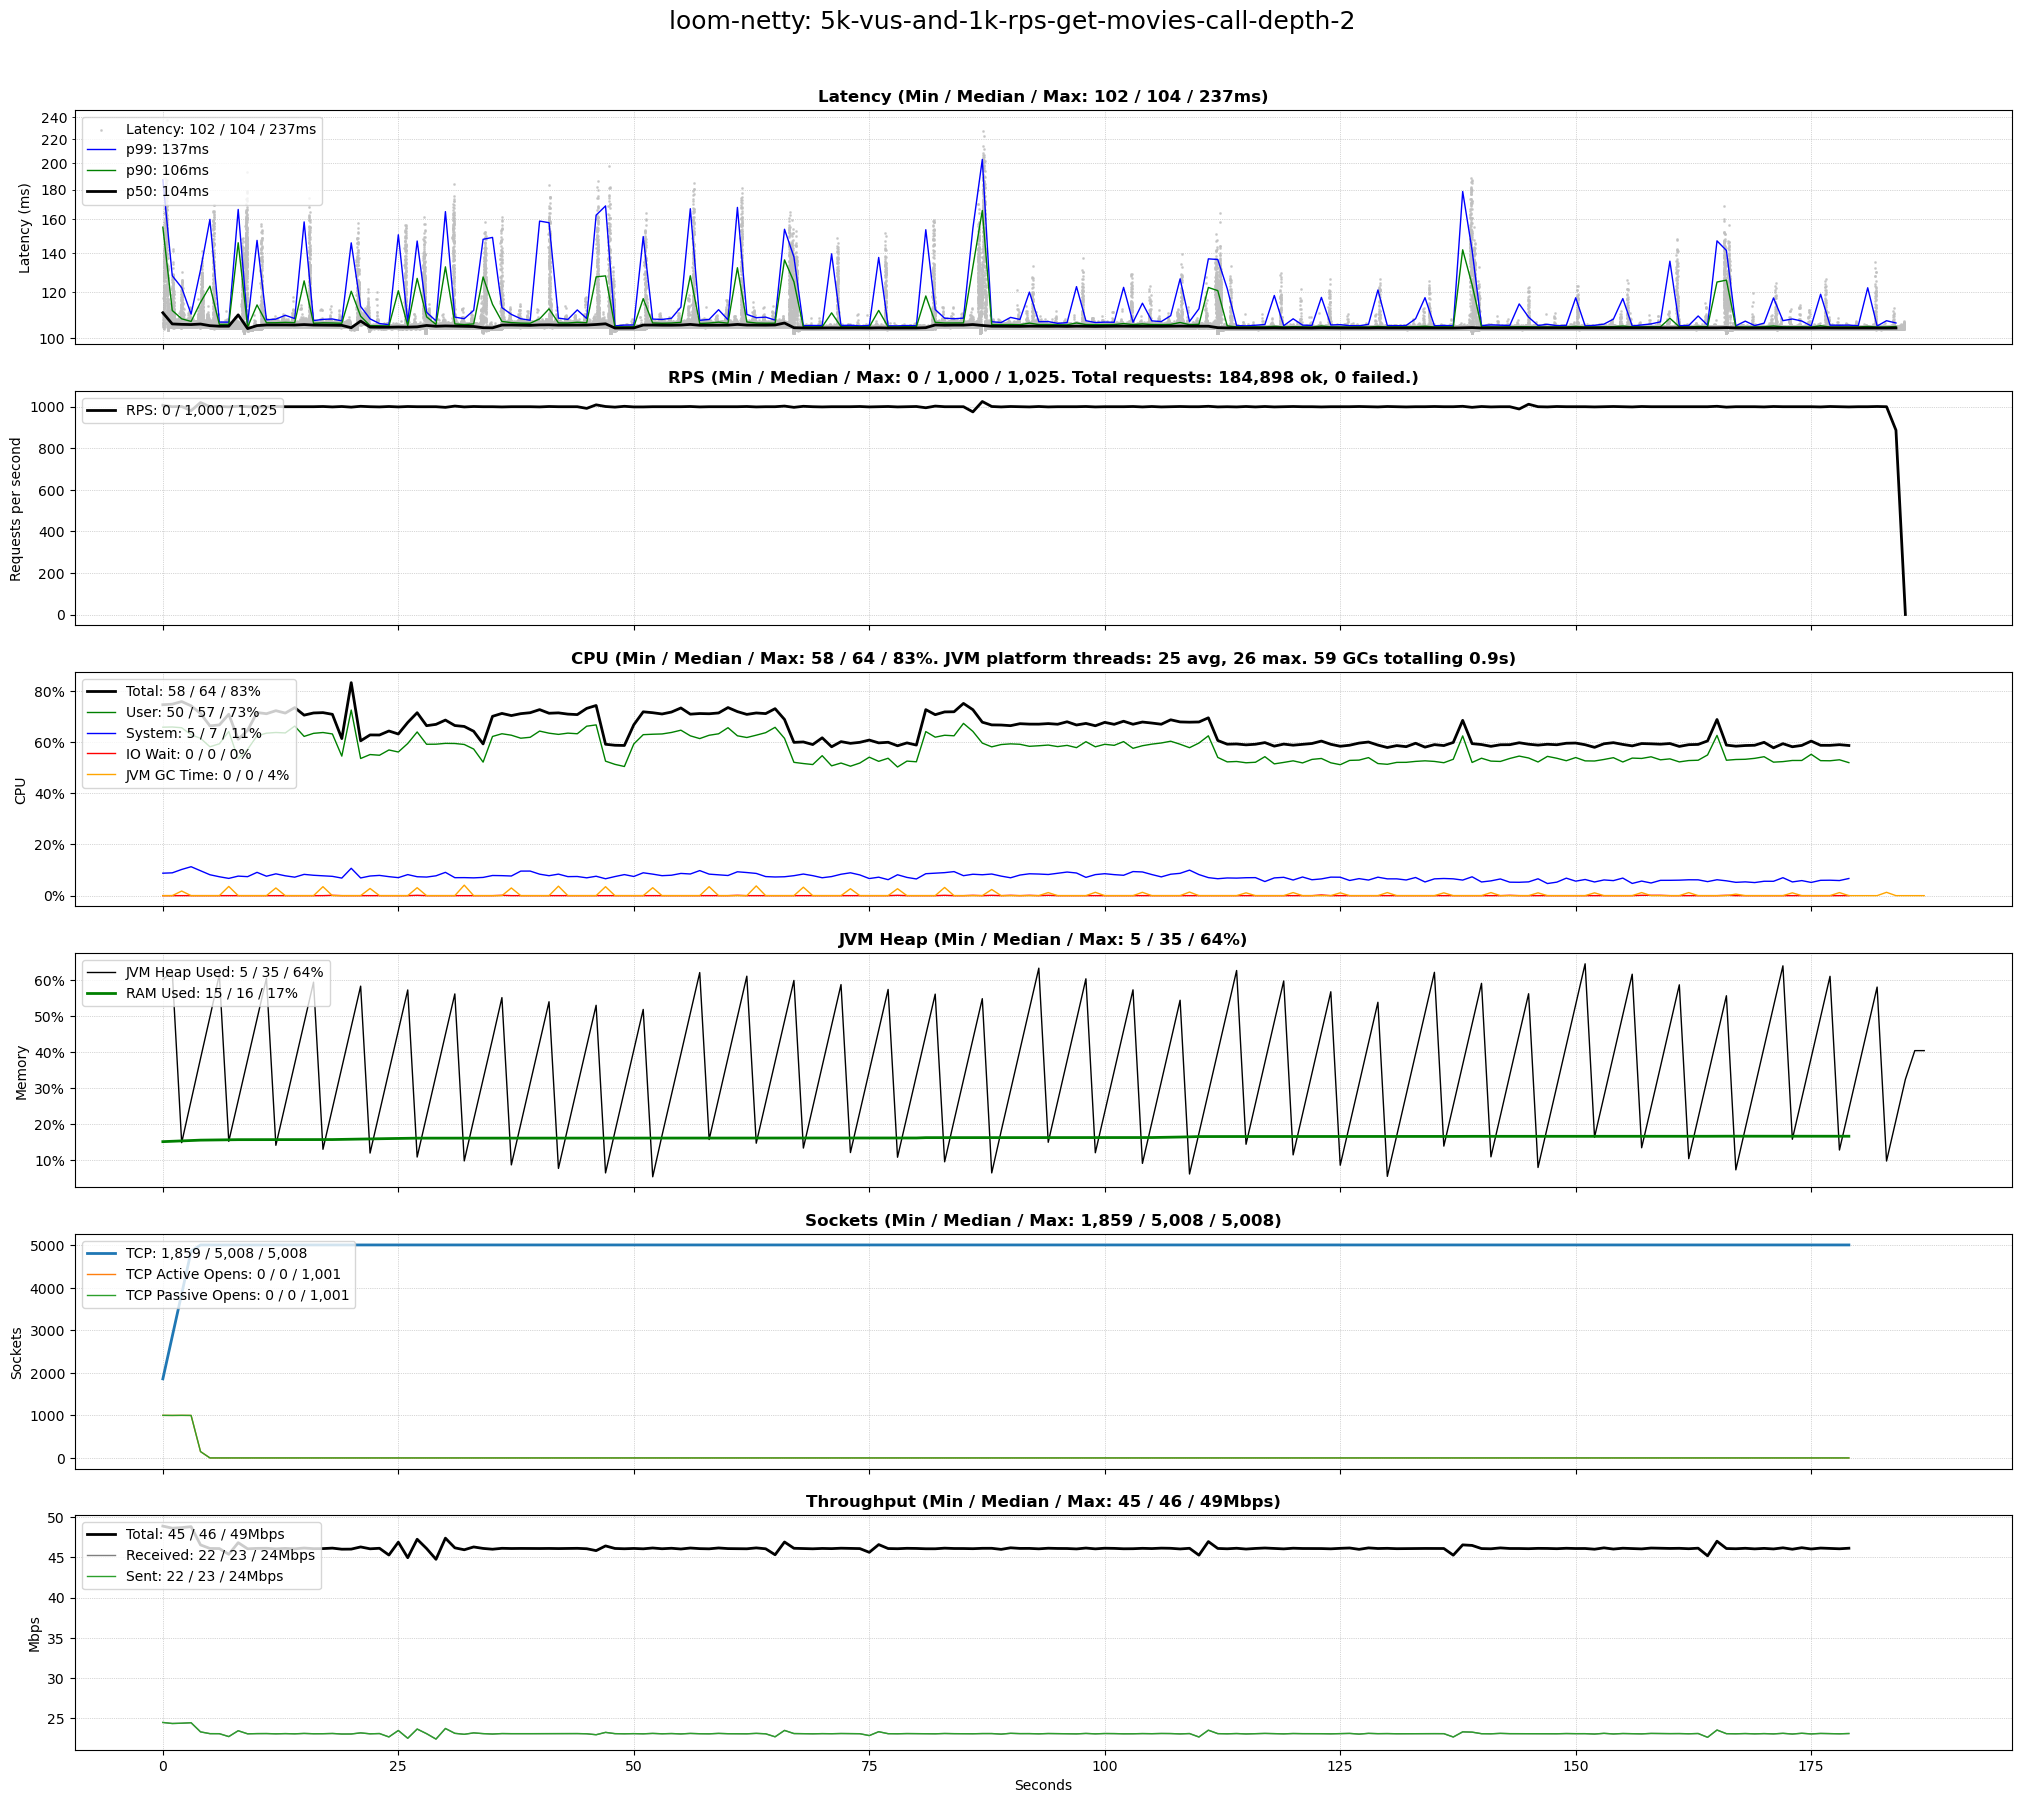 loom-netty: 5k-vus-and-1k-rps-get-movies-call-depth-2
Latency (Min / Median / Max: 102 / 104 / 237ms)
Latency: 102 / 104 / 237ms
p99: 137ms
p90: 106ms
p50: 104ms
240
220
200
180
160
140
120
100
Latency (ms)
RPS (Min / Median / Max: 0 / 1,000 / 1,025. Total requests: 184,898 ok, 0 failed.)
RPS: 0 / 1,000 / 1,025
1000
800
600
400
200
0
Requests per second
CPU (Min / Median / Max: 58 / 64 / 83%. JVM platform threads: 25 avg, 26 max. 59 GCs totalling 0.9s)
Total: 58 / 64 / 83%
User: 50 / 57 / 73%
System: 5 / 7 / 11%
IO Wait: 0 / 0 / 0%
JVM GC Time: 0 / 0 / 4%
80%
60%
40%
20%
0%
CPU
JVM Heap (Min / Median / Max: 5 / 35 / 64%)
JVM Heap Used: 5 / 35 / 64%
RAM Used: 15 / 16 / 17%
60%
50%
40%
30%
20%
10%
Memory
Sockets (Min / Median / Max: 1,859 / 5,008 / 5,008)
TCP: 1,859 / 5,008 / 5,008
TCP Active Opens: 0 / 0 / 1,001
TCP Passive Opens: 0 / 0 / 1,001
5000
4000
3000
2000
1000
0
Sockets
Throughput (Min / Median / Max: 45 / 46 / 49Mbps)
Total: 45 / 46 / 49Mbps
Received: 22 / 23 / 24Mbps
Sent: 22 / 23 / 24Mbps
50
45
40
35
30
25
Mbps
0 25 50 75 100 125 150 175
Seconds